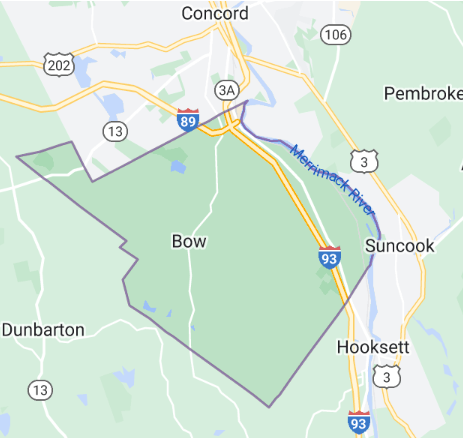 Concord
106
202
3A
Pembroke
89
13
3
Merrimack River
Bow
Suncook
93
Dunbarton
Hooksett
3
13
93